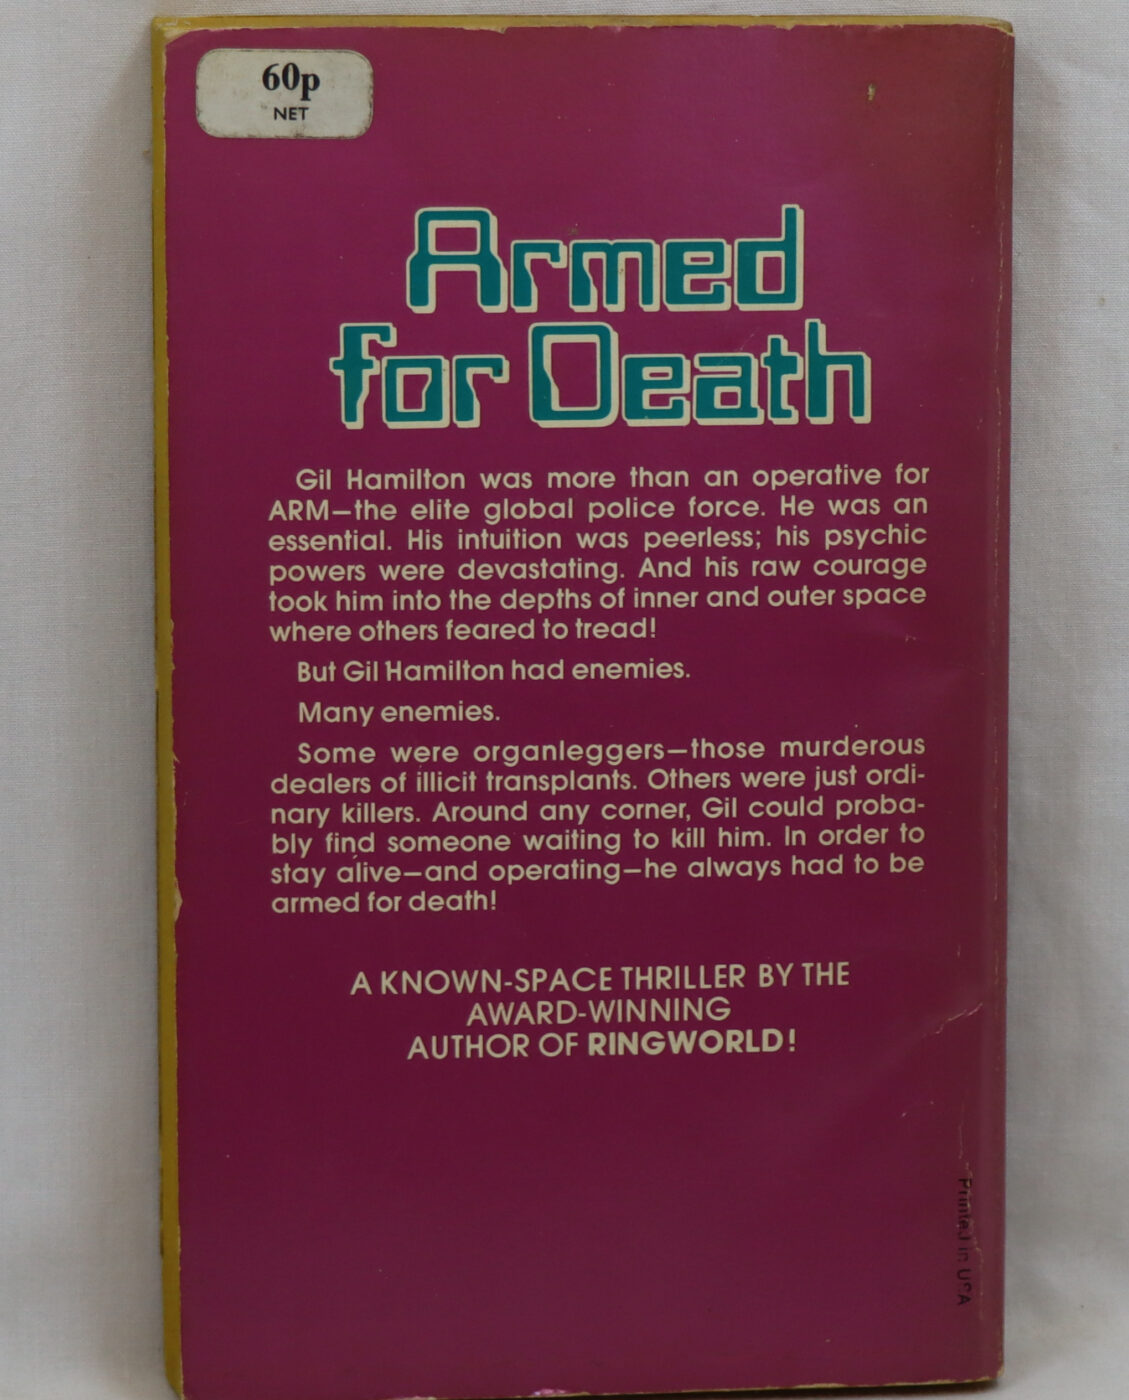 60p
NET
Armed
for Death
Gil Hamilton was more than an operative for
ARM—the elite global police force. He was an
essential. His intuition was peerless; his psychic
powers were devastating. And his raw courage
took him into the depths of inner and outer space
where others feared to tread!
But Gil Hamilton had enemies.
Many enemies.
Some were organleggers—those murderous
dealers of illicit transplants. Others were just ordi-
nary killers. Around any corner, Gil could proba-
bly find someone waiting to kill him. In order to
stay alive—and operating—he always had to be
armed for death!
A KNOWN-SPACE THRILLER BY THE
AWARD-WINNING
AUTHOR OF RINGWORLD!
Printed in USA